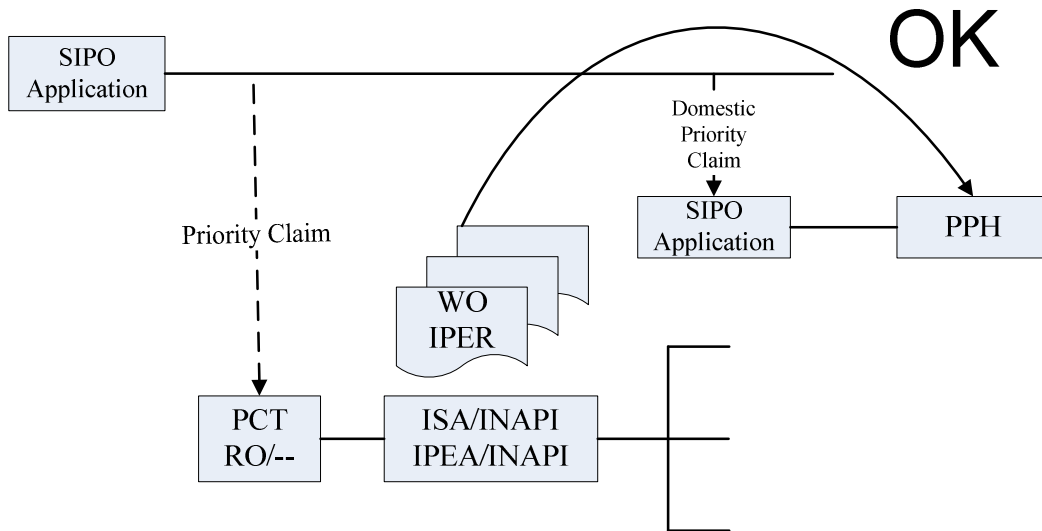 OK
SIPO
Application
Domestic
Priority
Claim
Priority Claim
SIPO
Application
PPH
WO
IPER
PCT
RO/--
ISA/INAPI
IPEA/INAPI